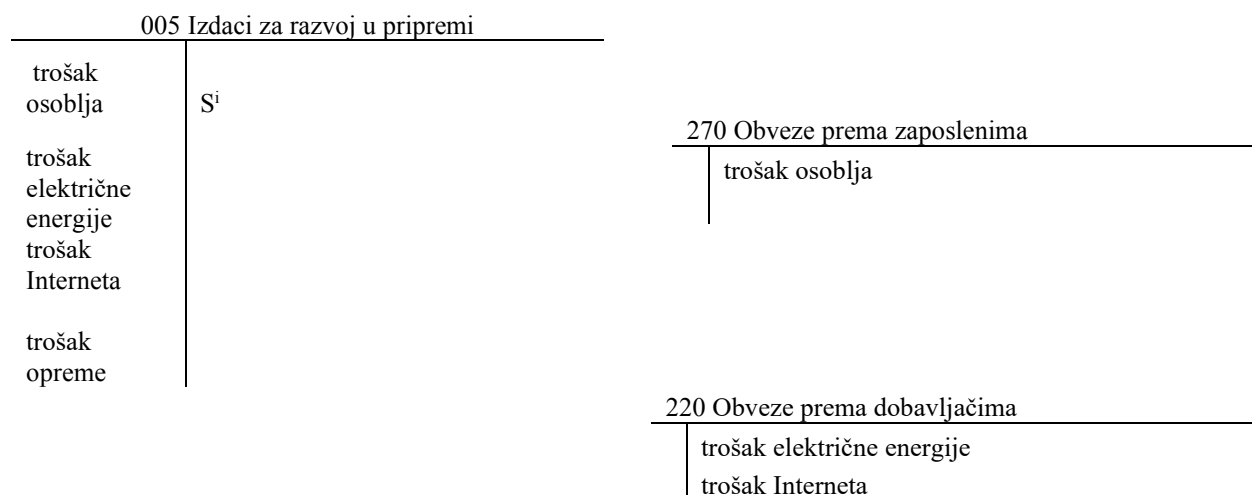 005 Izdaci za razvoj u pripremi
trošak
osoblja
Sⁱ
trošak
električne
energije
trošak
Interneta
trošak
opreme
270 Obveze prema zaposlenima
trošak osoblja
220 Obveze prema dobavljačima
trošak električne energije
trošak Interneta